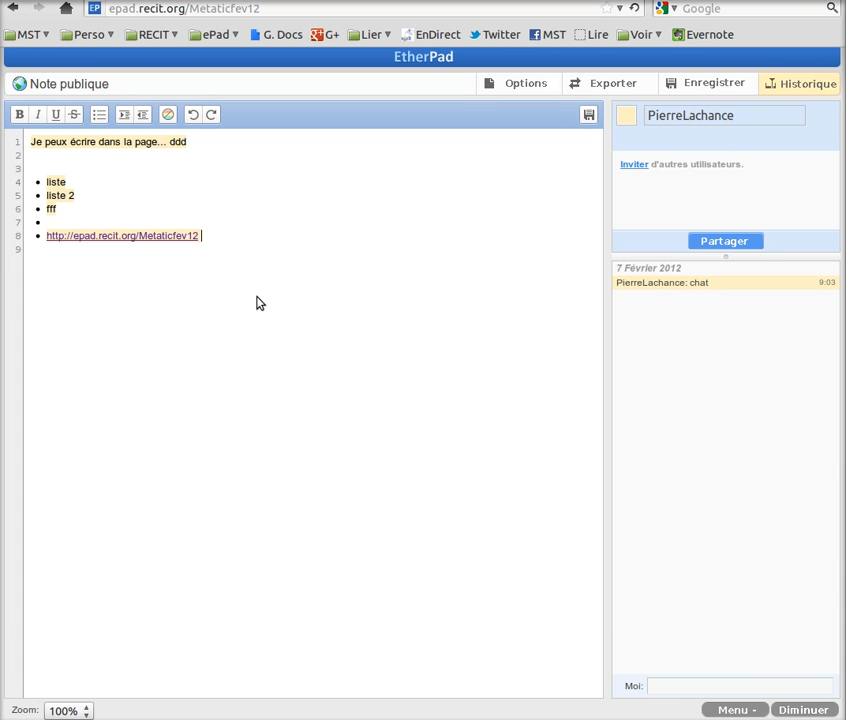 EP epad.recit.org/Metaticfev12 Google
MST Perso RECIT ePad G. Docs G+ Lier EnDirect Twitter MST Lire Voir Evernote
EtherPad
Note publique Options Exporter Enregistrer Historique
B I U S
PierreLachance
Inviter d'autres utilisateurs.
Partager
1 Je peux écrire dans la page... ddd
2
3
4 • liste
5 • liste 2
6 • fff
7 •
8 • http://epad.recit.org/Metaticfev12
9
7 Février 2012
PierreLachance: chat 9:03
Moi:
Zoom: 100% Menu - Diminuer